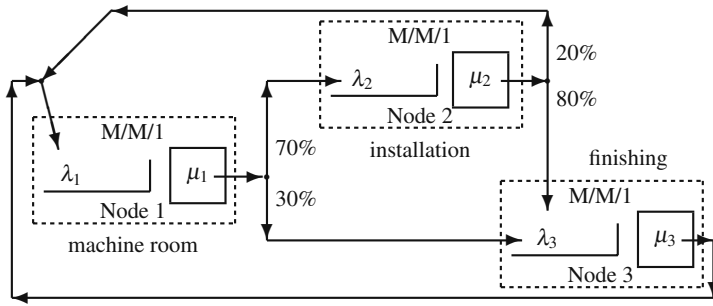 M/M/1
20%
λ2
μ2
80%
Node 2
M/M/1
70%
installation
finishing
λ1
μ1
30%
M/M/1
Node 1
machine room
λ3
μ3
Node 3